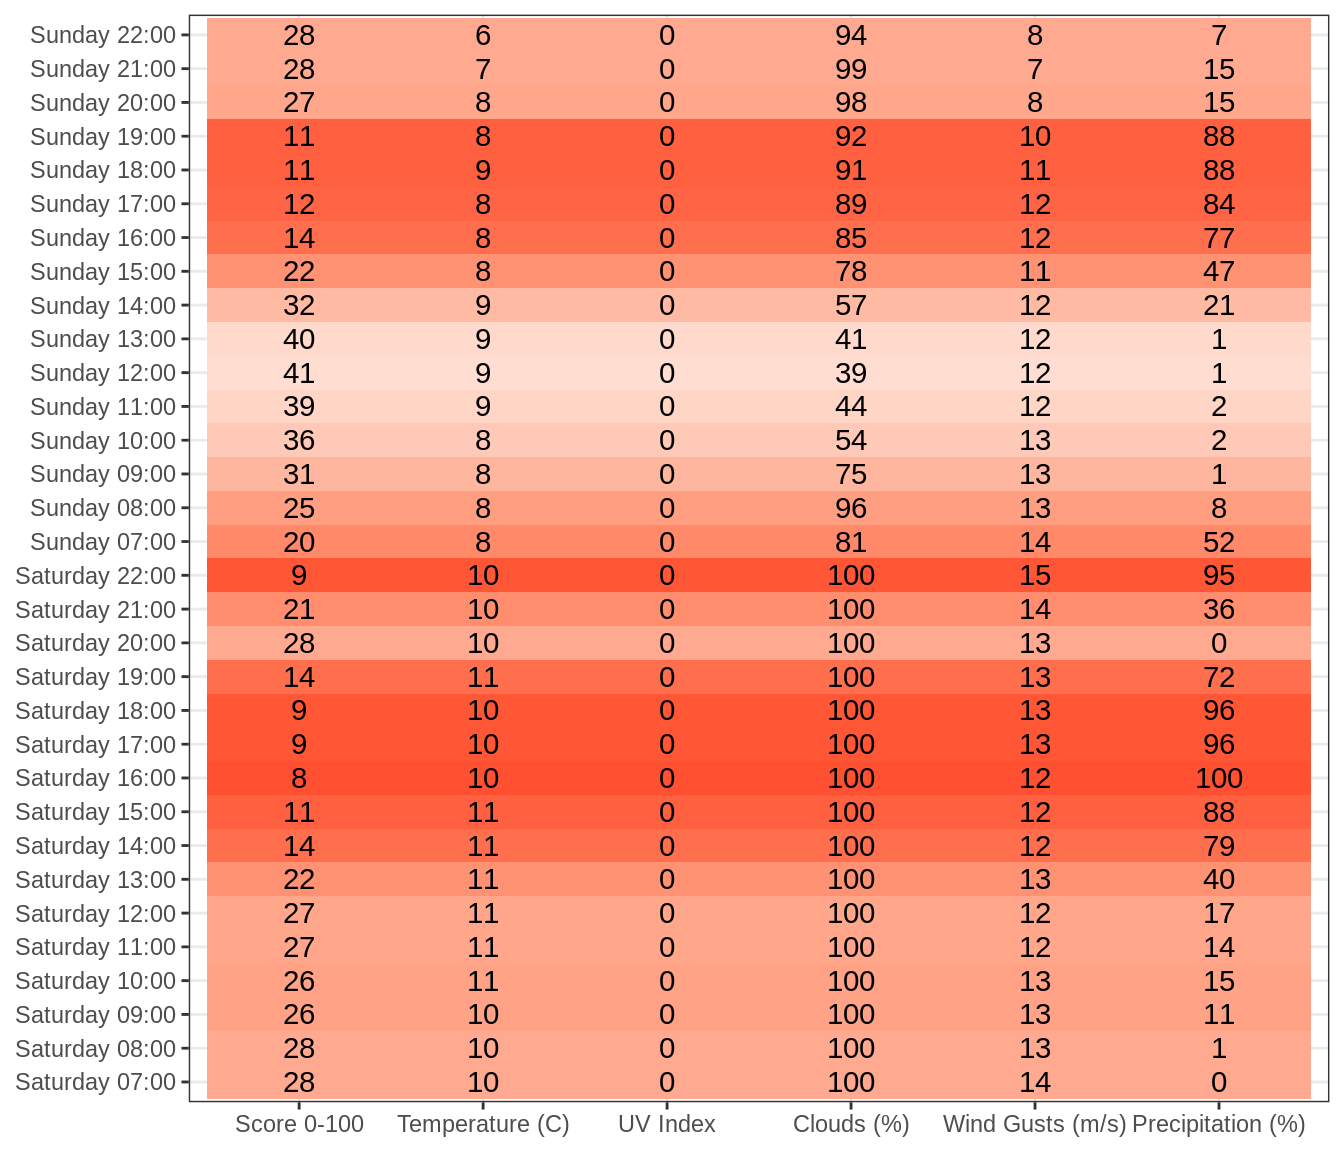 Sunday 22:00 28 6 0 94 8 7
Sunday 21:00 28 7 0 99 7 15
Sunday 20:00 27 8 0 98 8 15
Sunday 19:00 11 8 0 92 10 88
Sunday 18:00 11 9 0 91 11 88
Sunday 17:00 12 8 0 89 12 84
Sunday 16:00 14 8 0 85 12 77
Sunday 15:00 22 8 0 78 11 47
Sunday 14:00 32 9 0 57 12 21
Sunday 13:00 40 9 0 41 12 1
Sunday 12:00 41 9 0 39 12 1
Sunday 11:00 39 9 0 44 12 2
Sunday 10:00 36 8 0 54 13 2
Sunday 09:00 31 8 0 75 13 1
Sunday 08:00 25 8 0 96 13 8
Sunday 07:00 20 8 0 81 14 52
Saturday 22:00 9 10 0 100 15 95
Saturday 21:00 21 10 0 100 14 36
Saturday 20:00 28 10 0 100 13 0
Saturday 19:00 14 11 0 100 13 72
Saturday 18:00 9 10 0 100 13 96
Saturday 17:00 9 10 0 100 13 96
Saturday 16:00 8 10 0 100 12 100
Saturday 15:00 11 11 0 100 12 88
Saturday 14:00 14 11 0 100 12 79
Saturday 13:00 22 11 0 100 13 40
Saturday 12:00 27 11 0 100 12 17
Saturday 11:00 27 11 0 100 12 14
Saturday 10:00 26 11 0 100 13 15
Saturday 09:00 26 10 0 100 13 11
Saturday 08:00 28 10 0 100 13 1
Saturday 07:00 28 10 0 100 14 0
Score 0-100 Temperature (C) UV Index Clouds (%) Wind Gusts (m/s) Precipitation (%)